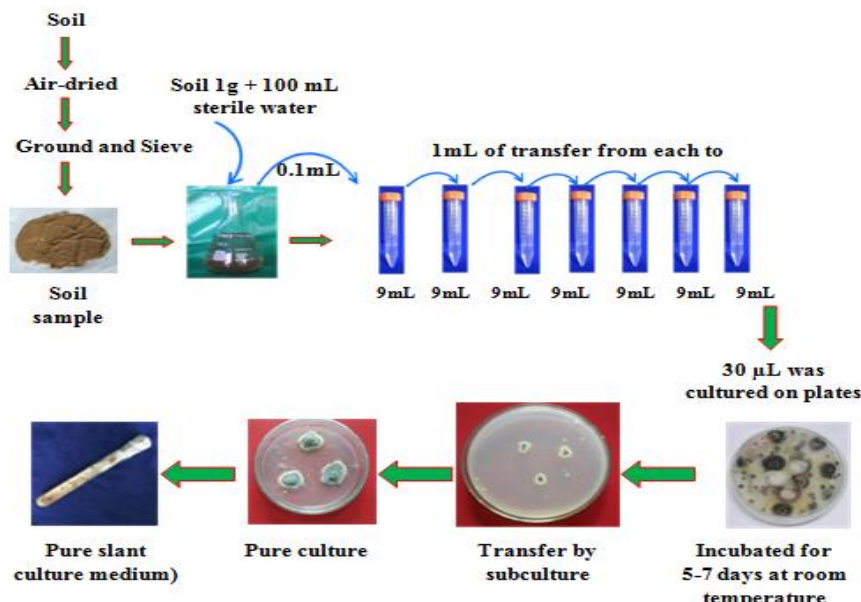 Soil
Air-dried
Ground and Sieve
Soil
sample
Soil 1g + 100 mL
sterile water
0.1mL
1mL of transfer from each to
9mL 9mL 9mL 9mL 9mL 9mL 9mL
30 µL was
cultured on plates
Incubated for
5-7 days at room
temperature
Transfer by
subculture
Pure culture
Pure slant
culture medium)